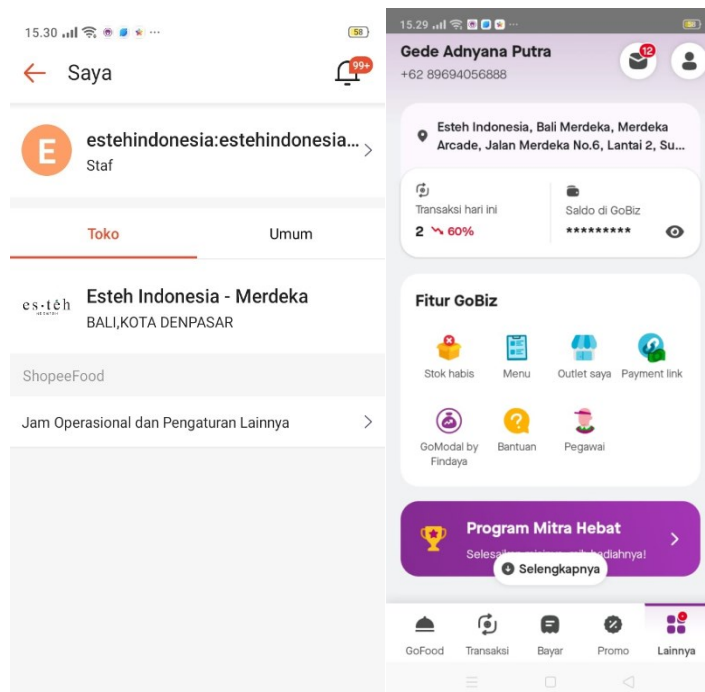 15.30
58
Saya
99+
E
estehindonesia:estehindonesia...
Staf
Toko
Umum
es·teh
Esteh Indonesia - Merdeka
BALI,KOTA DENPASAR
ShopeeFood
Jam Operasional dan Pengaturan Lainnya
15.29
58
Gede Adnyana Putra
+62 89694056888
12
Esteh Indonesia, Bali Merdeka, Merdeka
Arcade, Jalan Merdeka No.6, Lantai 2, Su...
Transaksi hari ini
2 60%
Saldo di GoBiz
*********
Fitur GoBiz
Stok habis
Menu
Outlet saya
Payment link
GoModal by
Findaya
Bantuan
Pegawai
Program Mitra Hebat
Selengkapnya
GoFood
Transaksi
Bayar
Promo
Lainnya